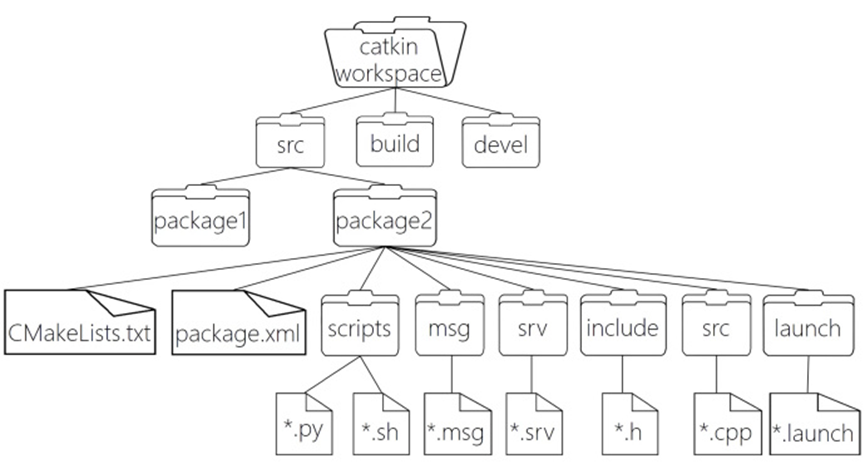 catkin
workspace
src
build
devel
package1
package2
CMakeLists.txt
package.xml
scripts
msg
srv
include
src
launch
*.py
*.sh
*.msg
*.srv
*.h
*.cpp
*.launch